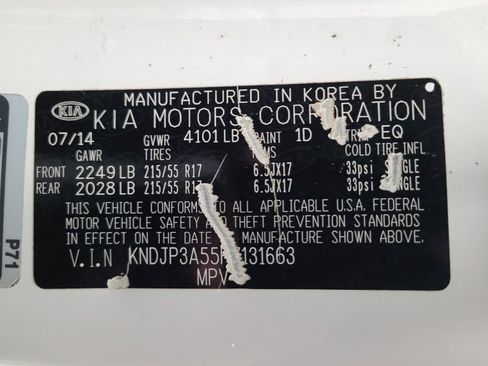 MANUFACTURED IN KOREA BY
KIA KIA MOTORS CORPORATION
07/14 GVWR 4101 LB PAINT 1D TRIM EQ
GAWR TIRES RIMS COLD TIRE INFL
FRONT 2249 LB 215/55 R17 6.5JX17 33psi SINGLE
REAR 2028 LB 215/55 R17 6.5JX17 33psi SINGLE
THIS VEHICLE CONFORMS TO ALL APPLICABLE U.S.A. FEDERAL
MOTOR VEHICLE SAFETY AND THEFT PREVENTION STANDARDS
IN EFFECT ON THE DATE OF MANUFACTURE SHOWN ABOVE.
V.I.N
MPV
P71